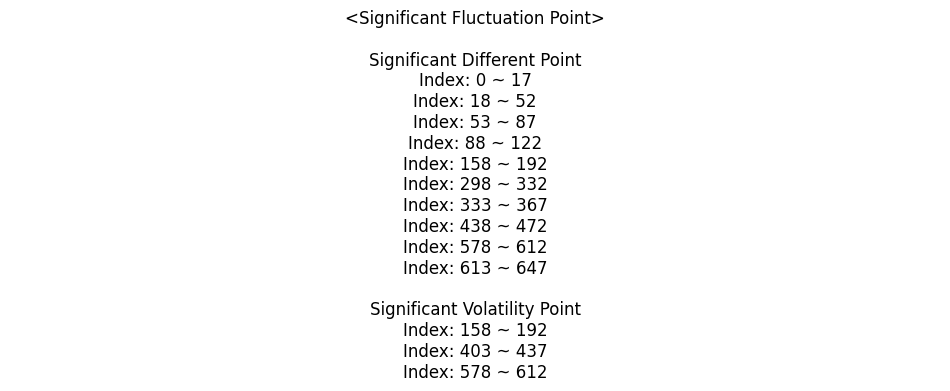 <Significant Fluctuation Point>
Significant Different Point
Index: 0 ~ 17
Index: 18 ~ 52
Index: 53 ~ 87
Index: 88 ~ 122
Index: 158 ~ 192
Index: 298 ~ 332
Index: 333 ~ 367
Index: 438 ~ 472
Index: 578 ~ 612
Index: 613 ~ 647
Significant Volatility Point
Index: 158 ~ 192
Index: 403 ~ 437
Index: 578 ~ 612